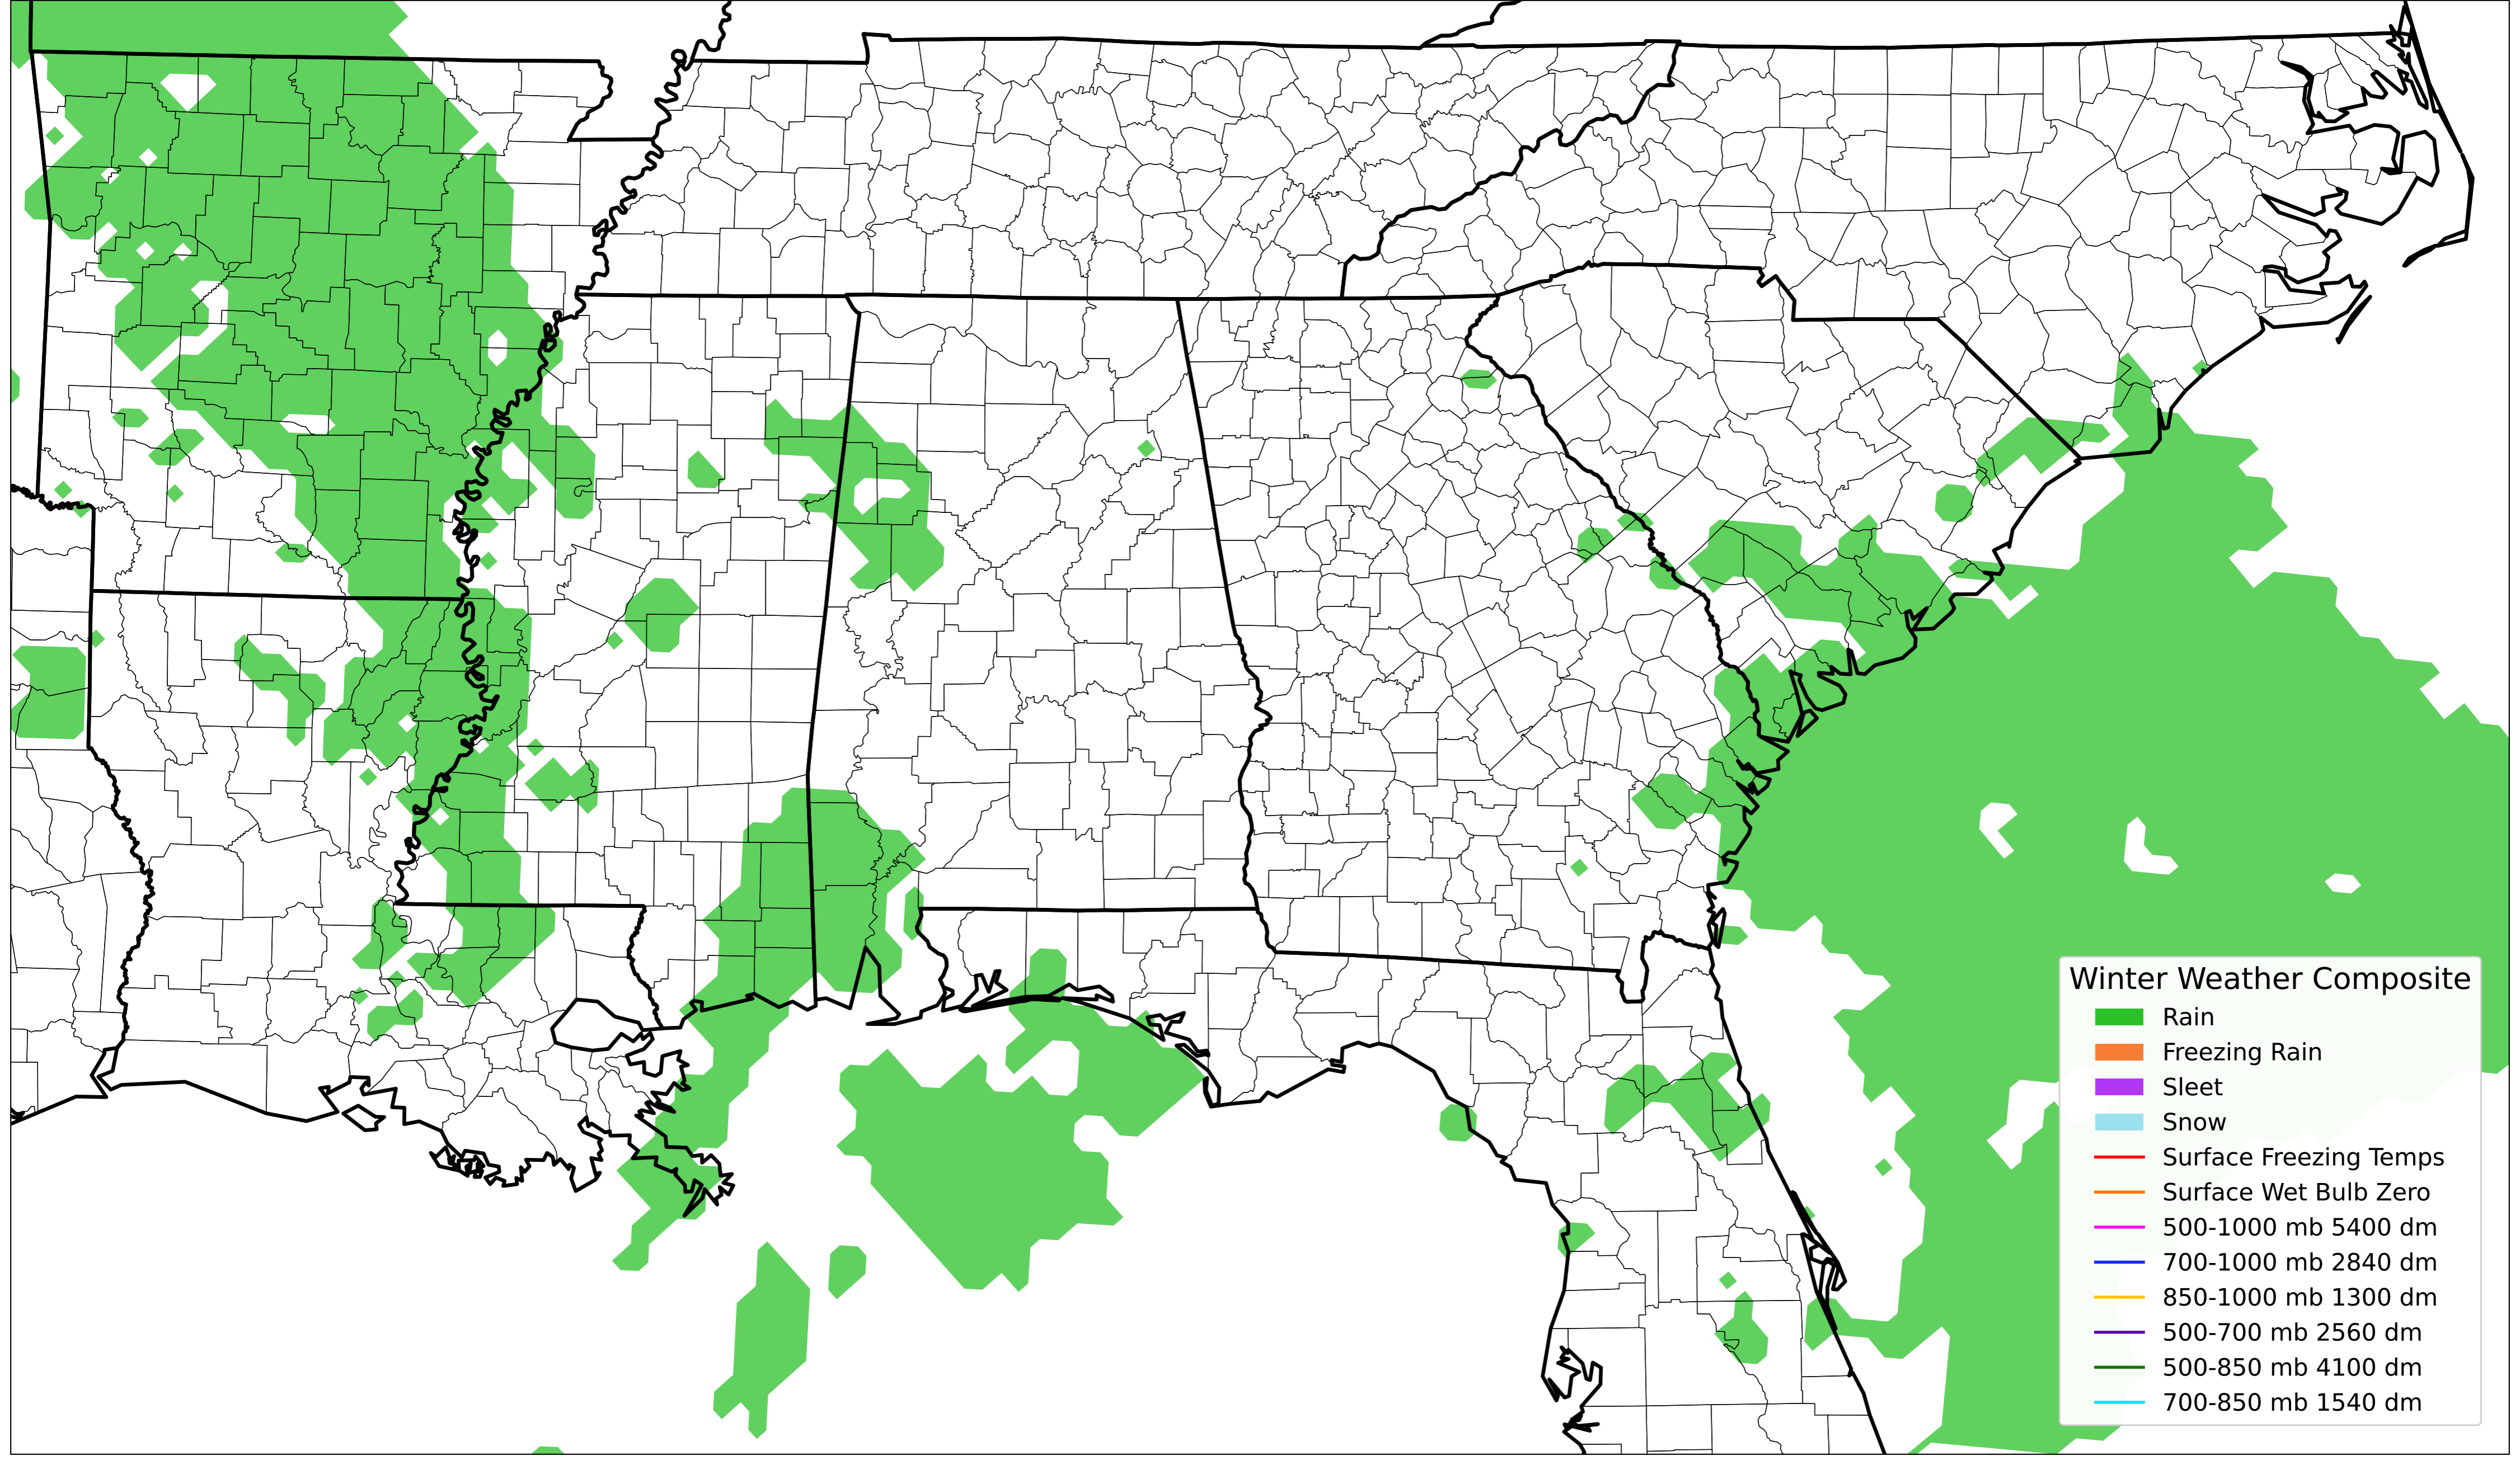 Winter Weather Composite
Rain
Freezing Rain
Sleet
Snow
Surface Freezing Temps
Surface Wet Bulb Zero
500-1000 mb 5400 dm
700-1000 mb 2840 dm
850-1000 mb 1300 dm
500-700 mb 2560 dm
500-850 mb 4100 dm
700-850 mb 1540 dm